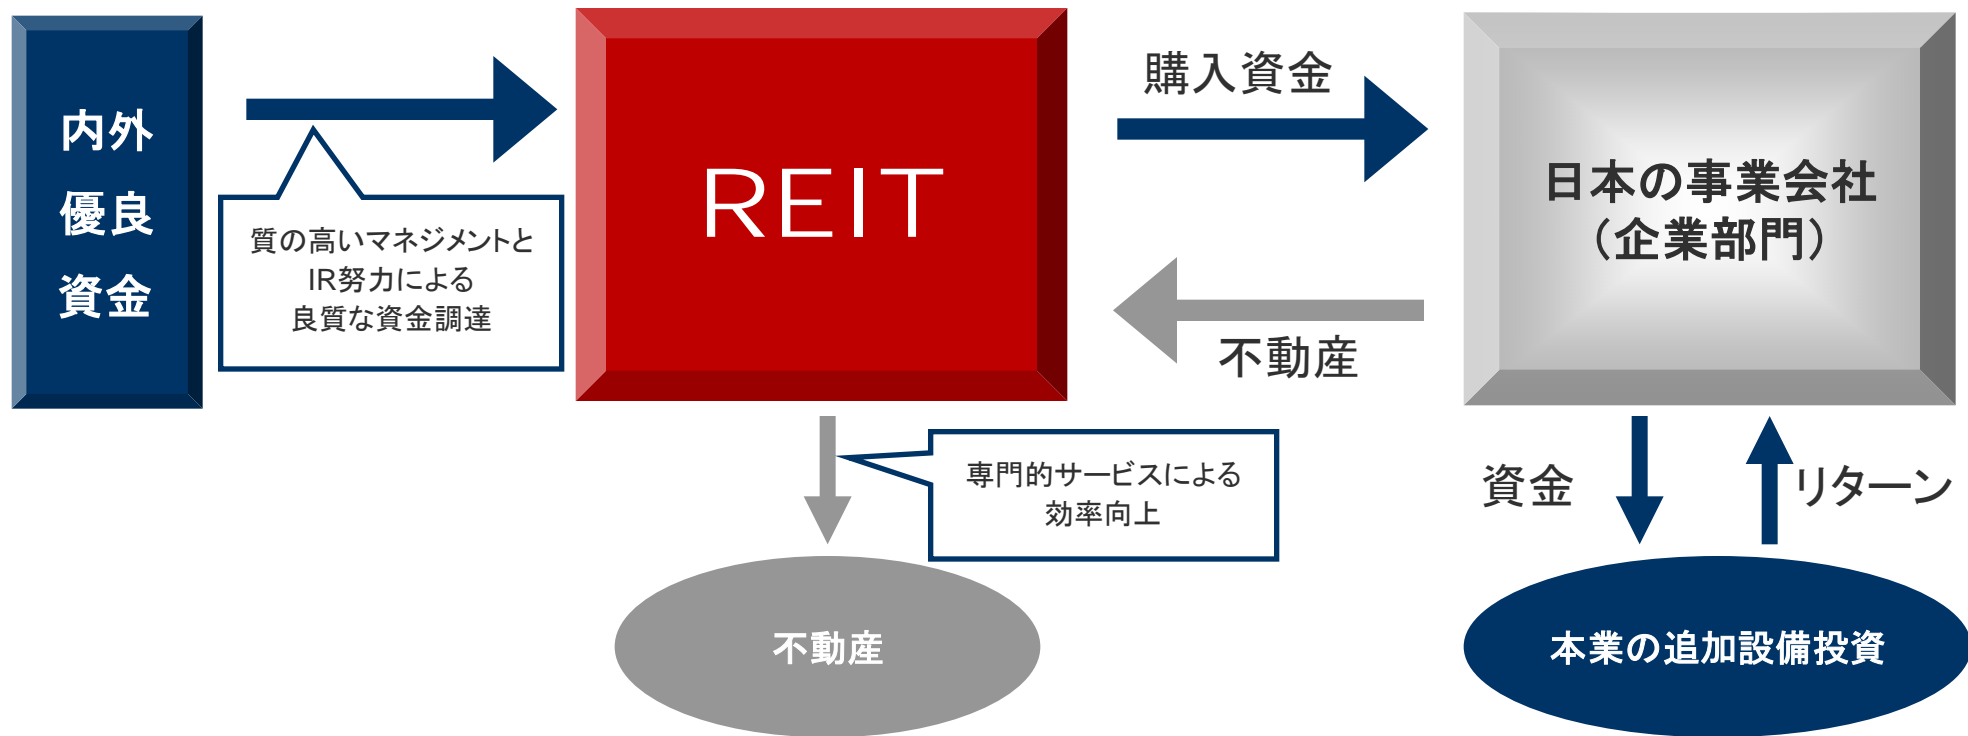 内外
優良
資金
質の高いマネジメントと
IR努力による
良質な資金調達
REIT
購入資金
不動産
日本の事業会社
（企業部門）
専門的サービスによる
効率向上
資金
リターン
不動産
本業の追加設備投資